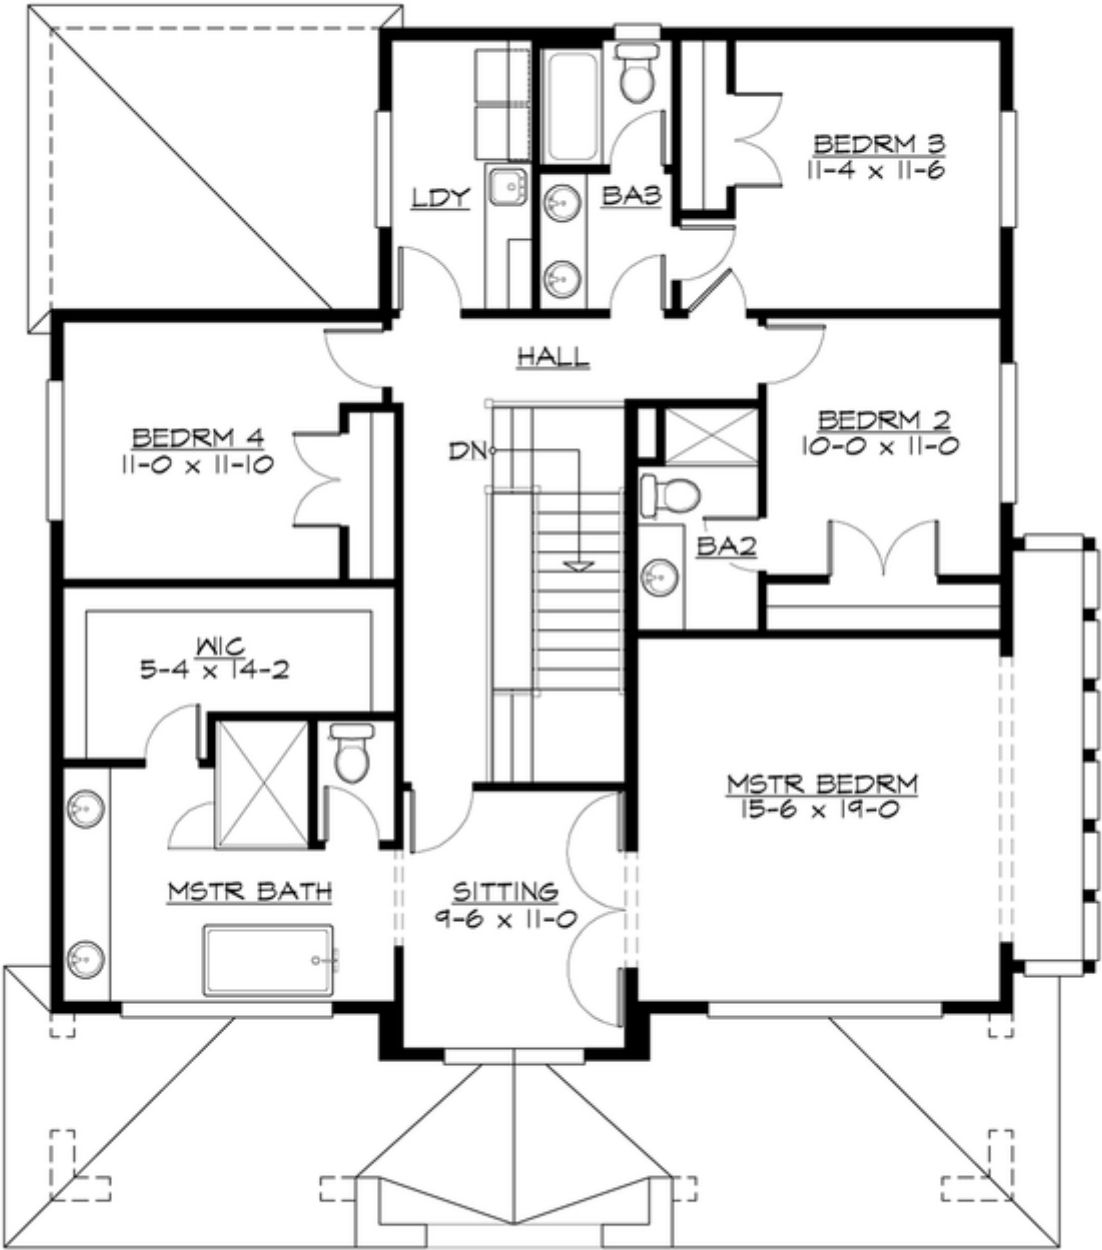 BEDRM 3
11-4 x 11-6
LDY
BA3
HALL
BEDRM 4
11-0 x 11-10
DN
BEDRM 2
10-0 x 11-0
BA2
WIC
5-4 x 14-2
MSTR BEDRM
15-6 x 19-0
MSTR BATH
SITTING
9-6 x 11-0